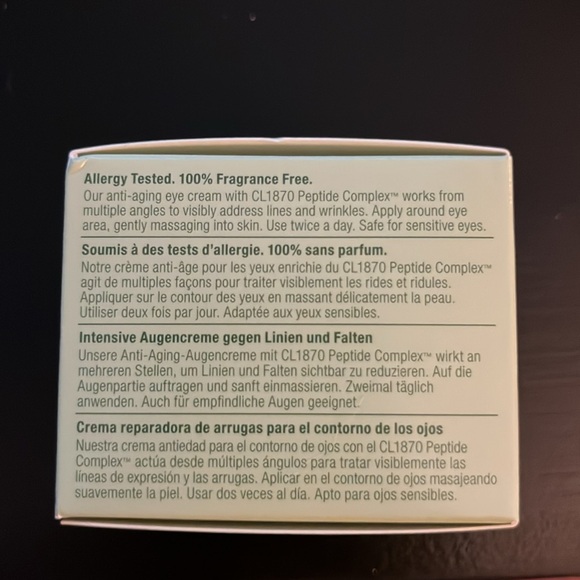 Allergy Tested. 100% Fragrance Free.
Our anti-aging eye cream with CL1870 Peptide Complex™ works from
multiple angles to visibly address lines and wrinkles. Apply around eye
area, gently massaging into skin. Use twice a day. Safe for sensitive eyes.
Soumis à des tests d'allergie. 100% sans parfum.
Notre crème anti-âge pour les yeux enrichie du CL1870 Peptide Complex™
agit de multiples façons pour traiter visiblement les rides et ridules.
Appliquer sur le contour des yeux en massant délicatement la peau.
Utiliser deux fois par jour. Adaptée aux yeux sensibles.
Intensive Augencreme gegen Linien und Falten
Unsere Anti-Aging-Augencreme mit CL1870 Peptide Complex™ wirkt an
mehreren Stellen, um Linien und Falten sichtbar zu reduzieren. Auf die
Augenpartie auftragen und sanft einmassieren. Zweimal täglich
anwenden. Auch für empfindliche Augen geeignet.
Crema reparadora de arrugas para el contorno de los ojos
Nuestra crema antiedad para el contorno de ojos con el CL1870 Peptide
Complex™ actúa desde múltiples ángulos para tratar visiblemente las
líneas de expresión y las arrugas. Aplicar en el contorno de ojos masajeando
suavemente la piel. Usar dos veces al día. Apto para ojos sensibles.